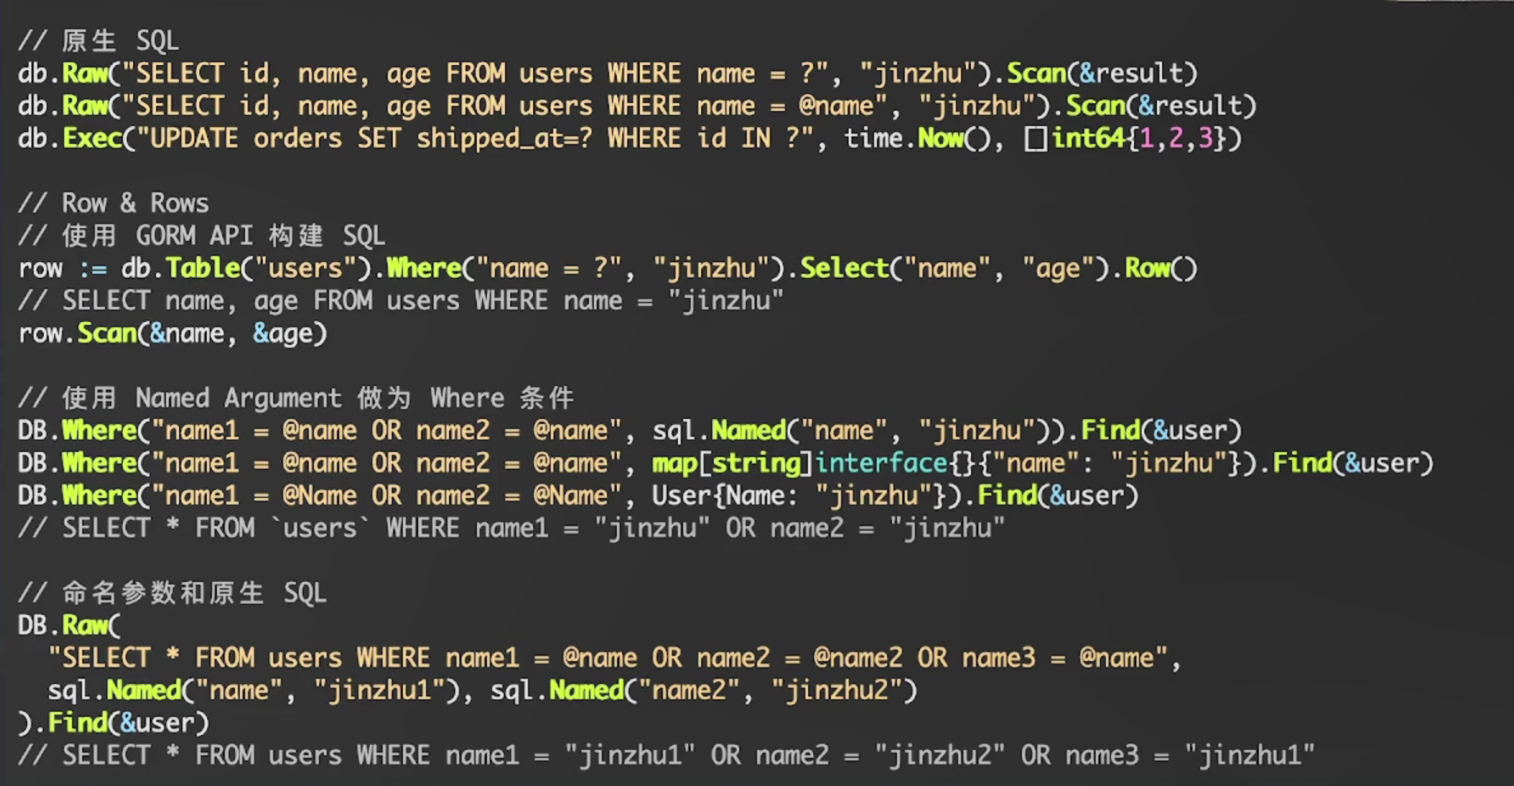 // 原生 SQL
db.Raw("SELECT id, name, age FROM users WHERE name = ?", "jinzhu").Scan(&result)
db.Raw("SELECT id, name, age FROM users WHERE name = @name", "jinzhu").Scan(&result)
db.Exec("UPDATE orders SET shipped_at=? WHERE id IN ?", time.Now(), []int64{1,2,3})
// Row & Rows
// 使用 GORM API 构建 SQL
row := db.Table("users").Where("name = ?", "jinzhu").Select("name", "age").Row()
// SELECT name, age FROM users WHERE name = "jinzhu"
row.Scan(&name, &age)
// 使用 Named Argument 做为 Where 条件
DB.Where("name1 = @name OR name2 = @name", sql.Named("name", "jinzhu")).Find(&user)
DB.Where("name1 = @name OR name2 = @name", map[string]interface{}{"name": "jinzhu"}).Find(&user)
DB.Where("name1 = @Name OR name2 = @Name", User{Name: "jinzhu"}).Find(&user)
// SELECT * FROM `users` WHERE name1 = "jinzhu" OR name2 = "jinzhu"
// 命名参数和原生 SQL
DB.Raw(
  "SELECT * FROM users WHERE name1 = @name OR name2 = @name2 OR name3 = @name",
  sql.Named("name", "jinzhu1"), sql.Named("name2", "jinzhu2")
).Find(&user)
// SELECT * FROM users WHERE name1 = "jinzhu1" OR name2 = "jinzhu2" OR name3 = "jinzhu1"